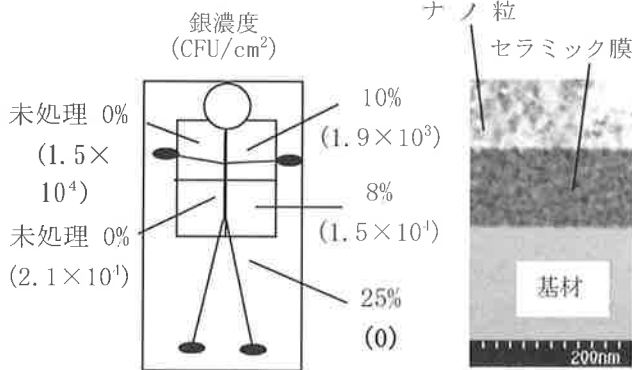 銀濃度
(CFU/cm²)
未処理 0%
(1.5×
10⁴)
未処理 0%
(2.1×10¹)
10%
(1.9×10³)
8%
(1.5×10¹)
25%
(0)
ナノ粒
セラミック膜
基材
200nm